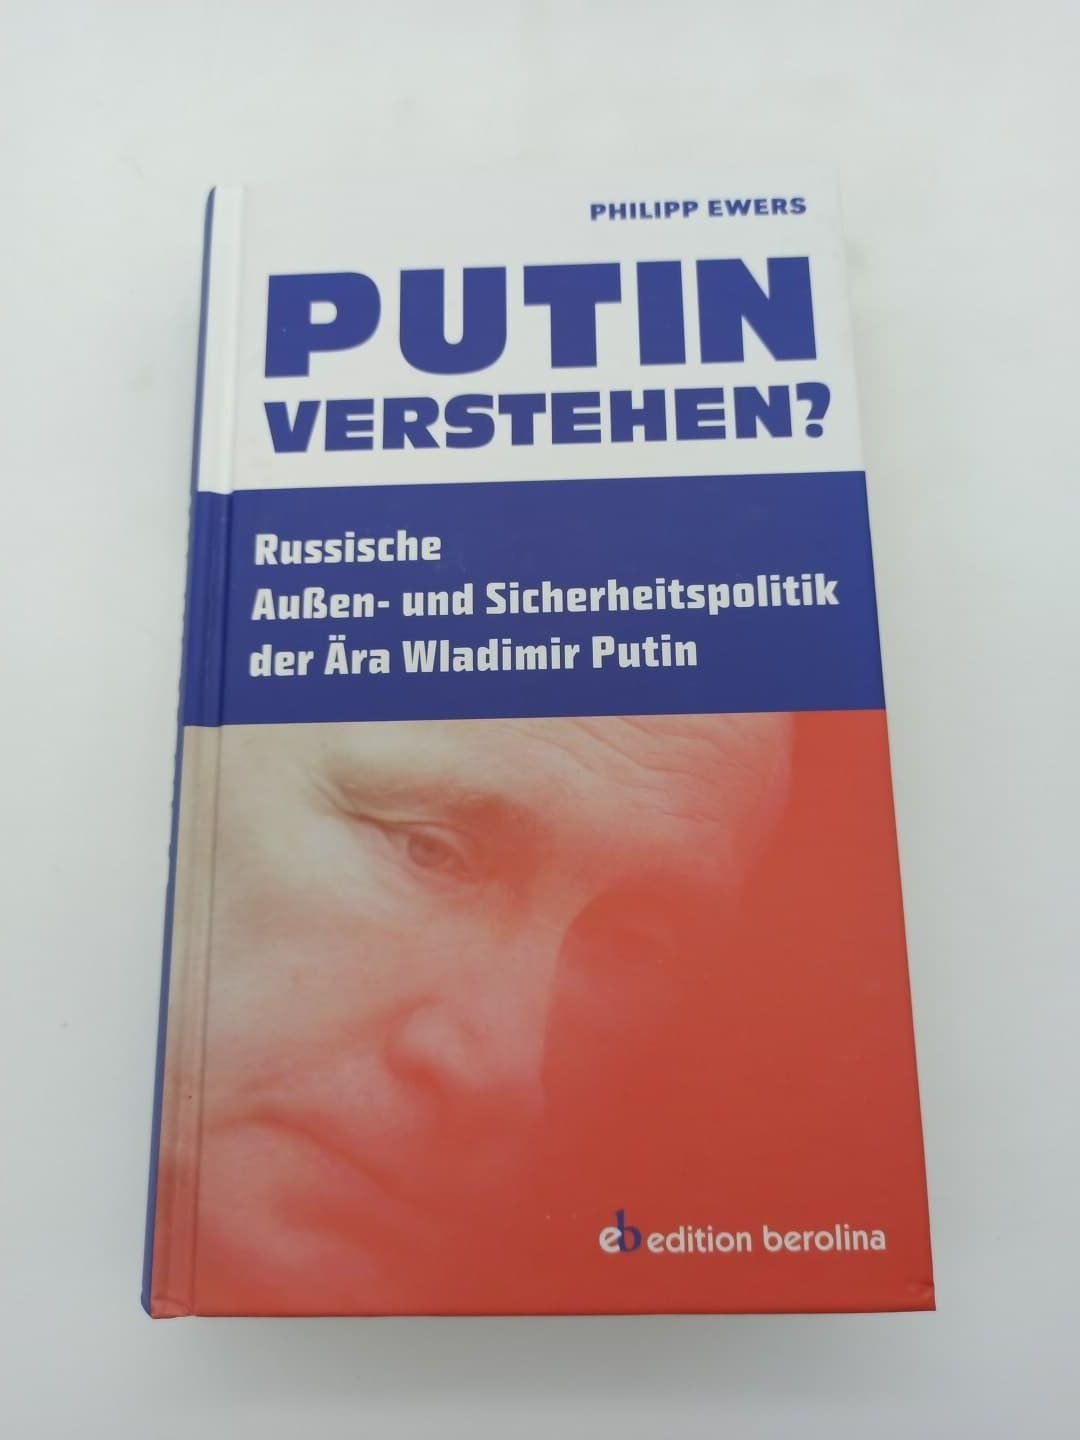 PHILIPP EWERS
PUTIN
VERSTEHEN?
Russische
Außen- und Sicherheitspolitik
der Ära Wladimir Putin
eb edition berolina